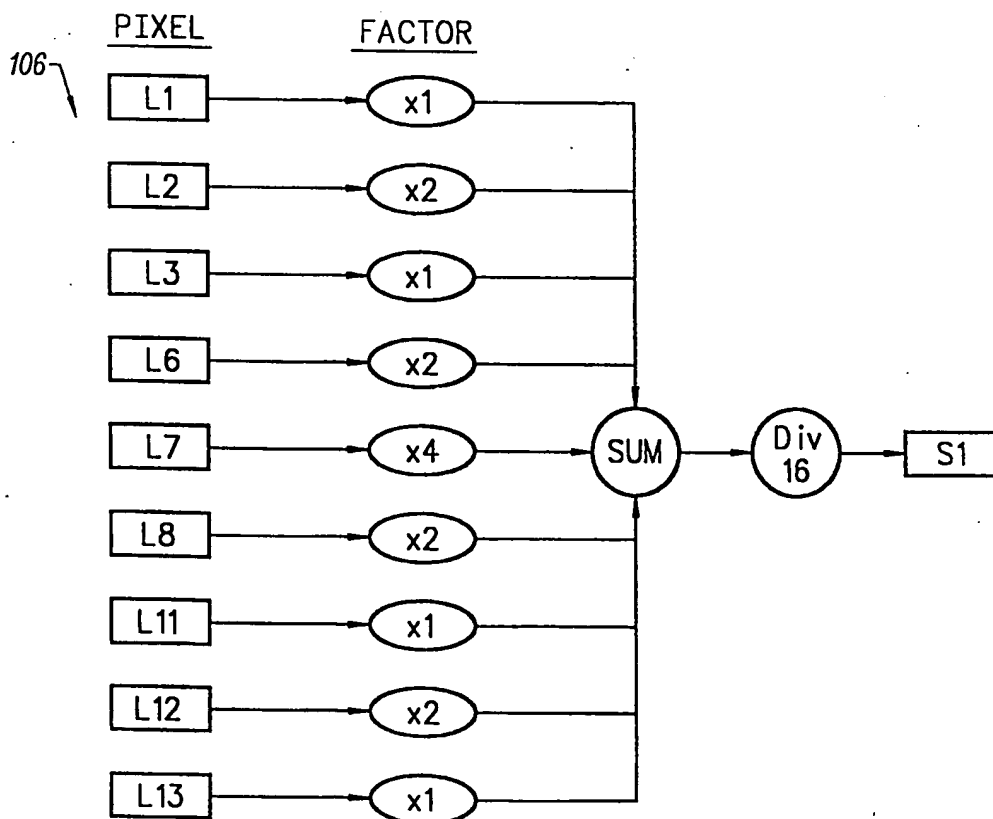 PIXEL FACTOR
106
L1 x1
L2 x2
L3 x1
L6 x2
L7 x4 SUM Div 16 S1
L8 x2
L11 x1
L12 x2
L13 x1